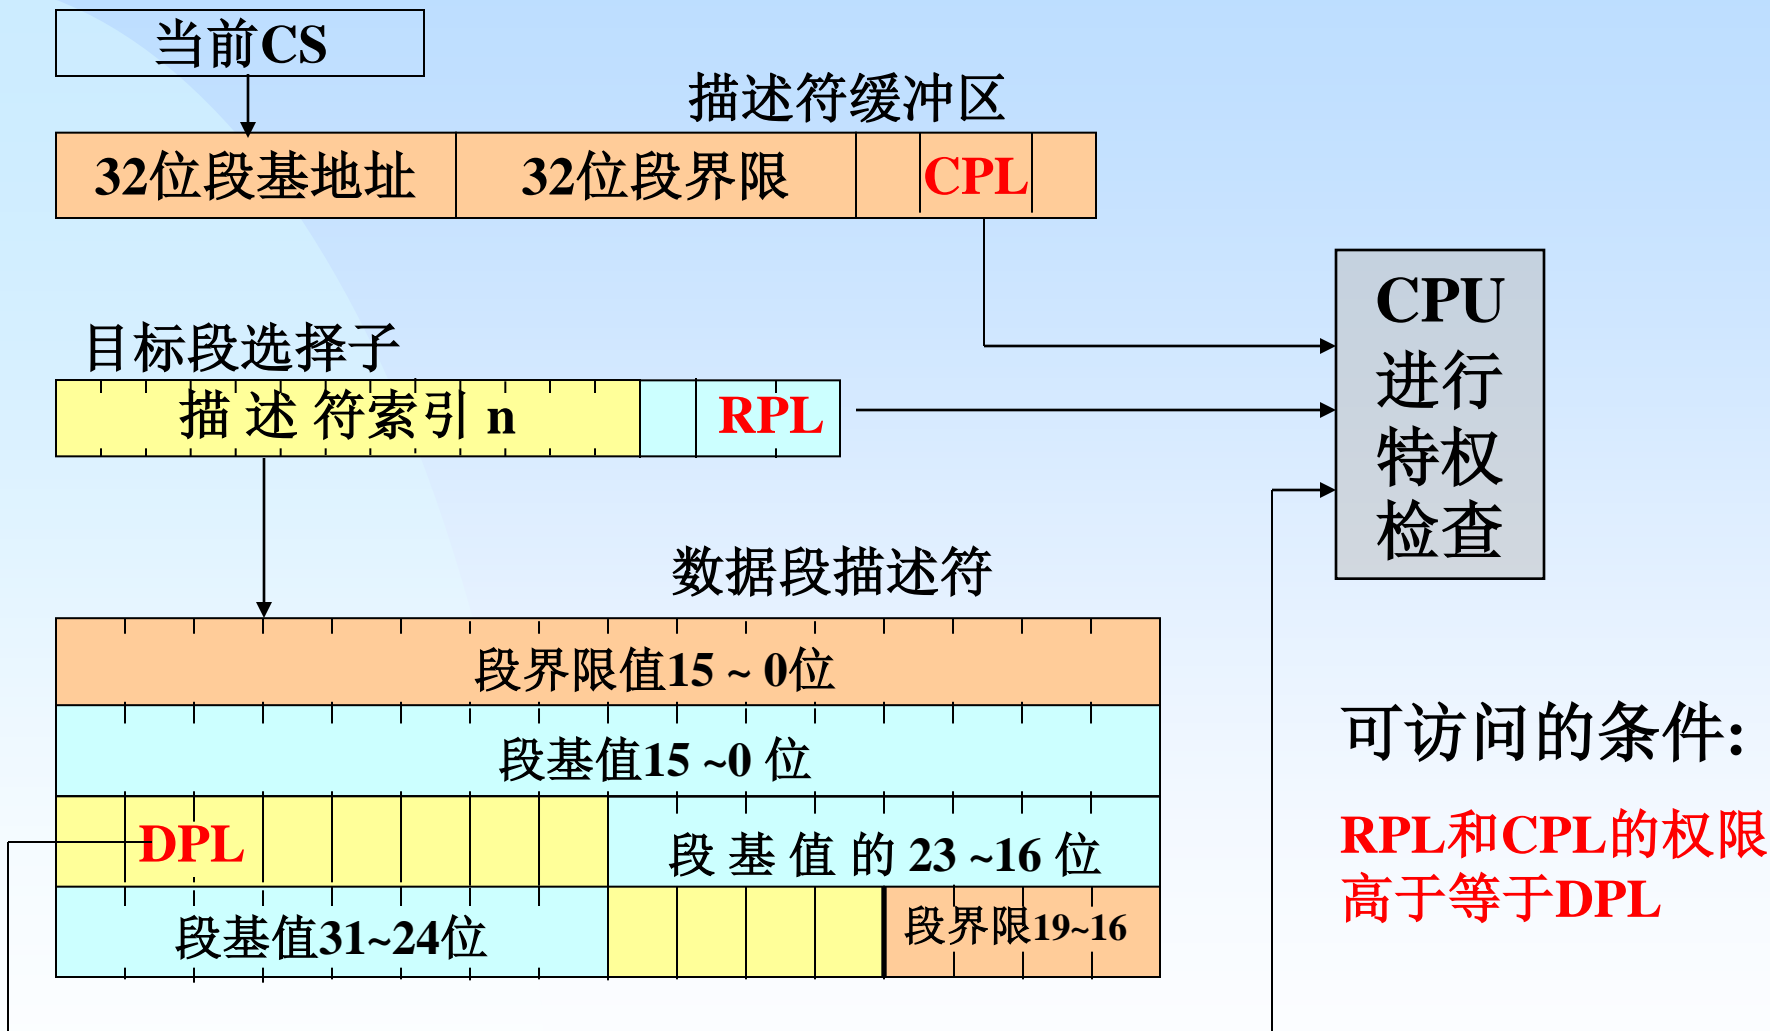 当前CS
描述符缓冲区
32位段基地址 32位段界限 CPL
目标段选择子
描 述 符索引 n RPL
CPU
进行
特权
检查
数据段描述符
段界限值15 ~ 0位
段基值15 ~0 位
DPL 段 基 值 的 23 ~16 位
段基值31~24位 段界限19~16
可访问的条件:
RPL和CPL的权限
高于等于DPL